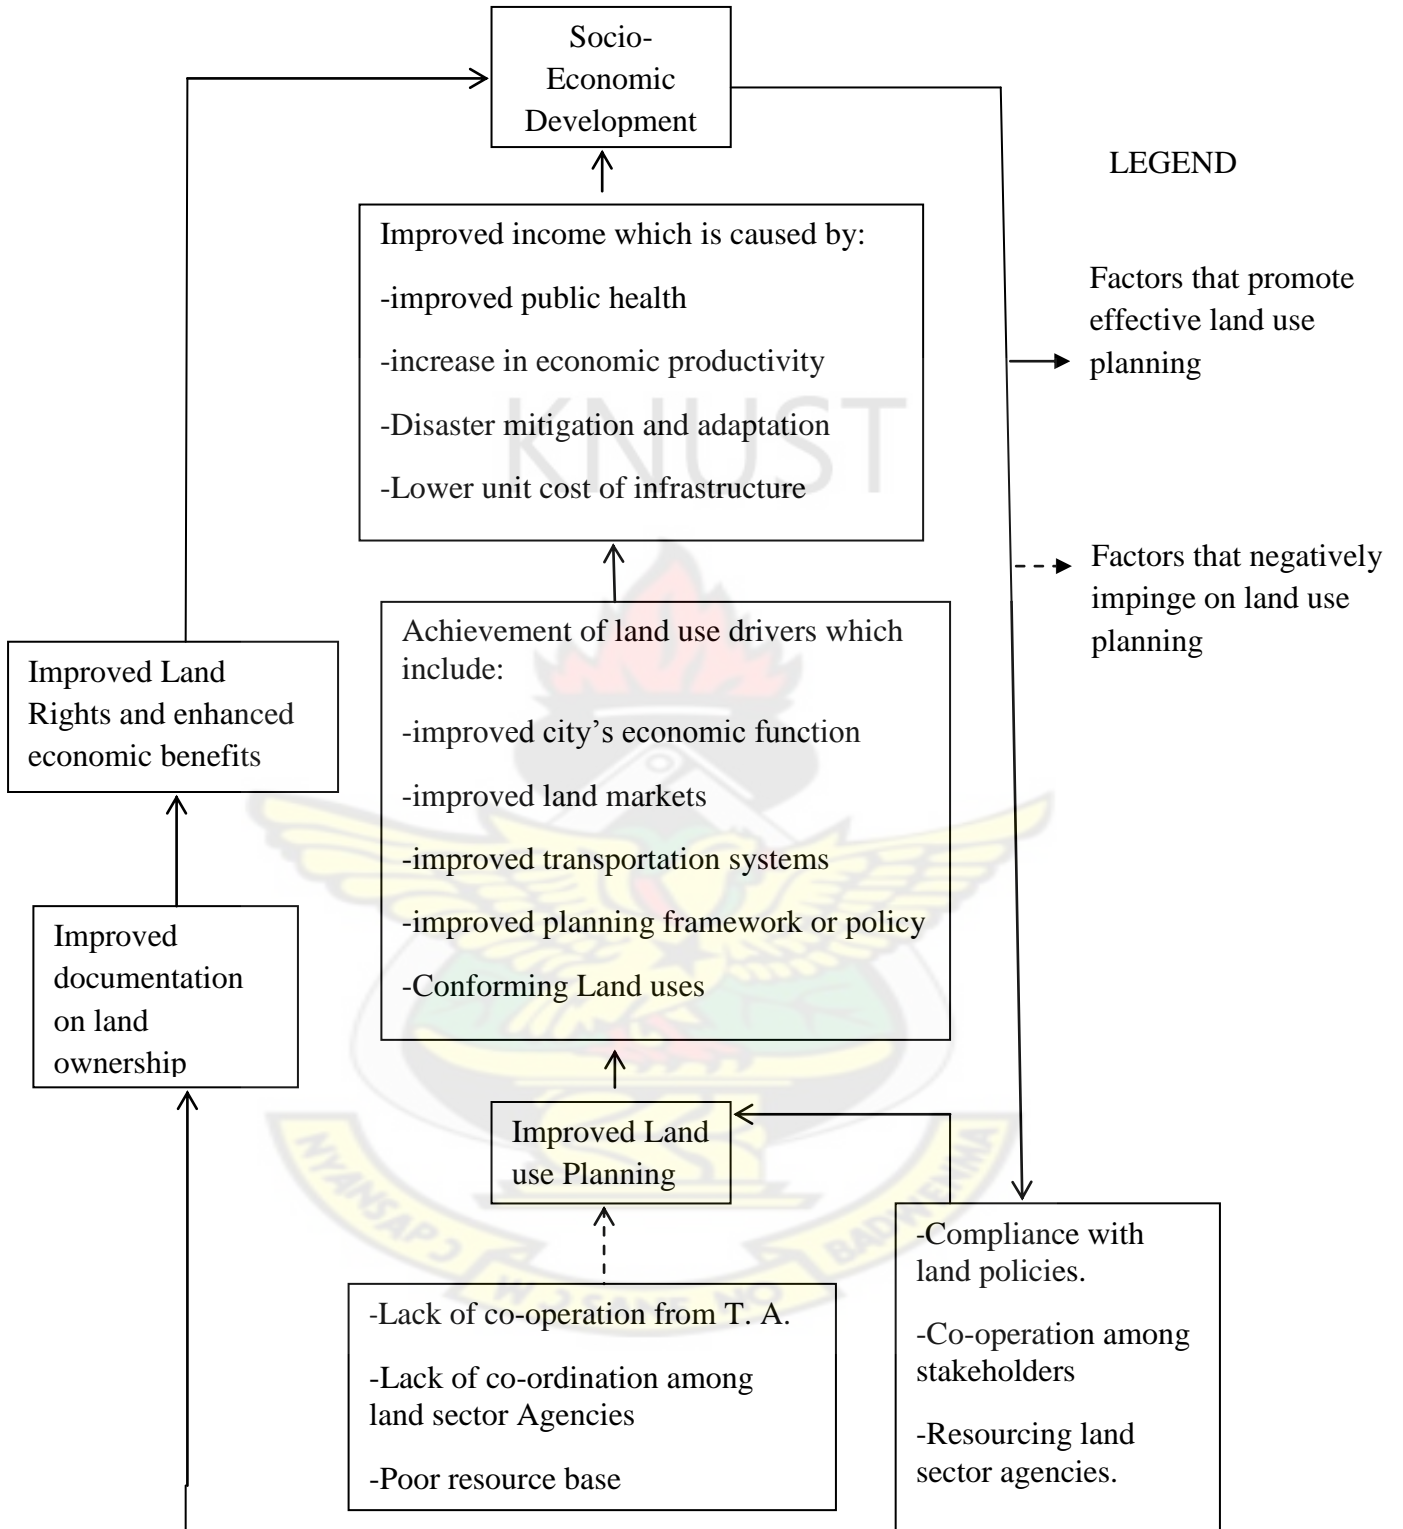 Socio-
Economic
Development
LEGEND
Improved income which is caused by:
-improved public health
-increase in economic productivity
-Disaster mitigation and adaptation
-Lower unit cost of infrastructure
Factors that promote
effective land use
planning
Factors that negatively
impinge on land use
planning
KNUST
Achievement of land use drivers which
include:
-improved city’s economic function
-improved land markets
-improved transportation systems
-improved planning framework or policy
-Conforming Land uses
Improved Land
Rights and enhanced
economic benefits
Improved
documentation
on land
ownership
Improved Land
use Planning
NYANSAPƆ
WƆSANE NO
BADWENMA
-Lack of co-operation from T. A.
-Lack of co-ordination among
land sector Agencies
-Poor resource base
-Compliance with
land policies.
-Co-operation among
stakeholders
-Resourcing land
sector agencies.